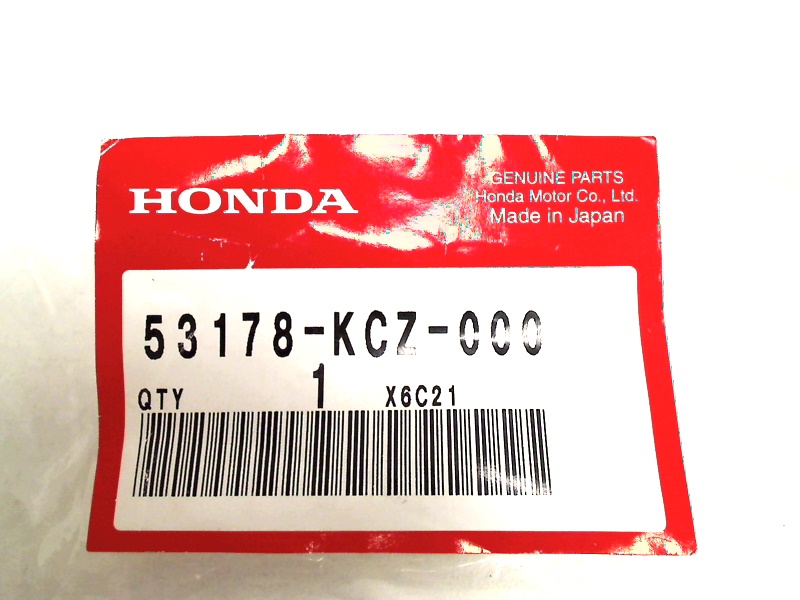 HONDA
GENUINE PARTS
Honda Motor Co., Ltd.
Made in Japan
53178-KCZ-000
QTY 1 X6C21